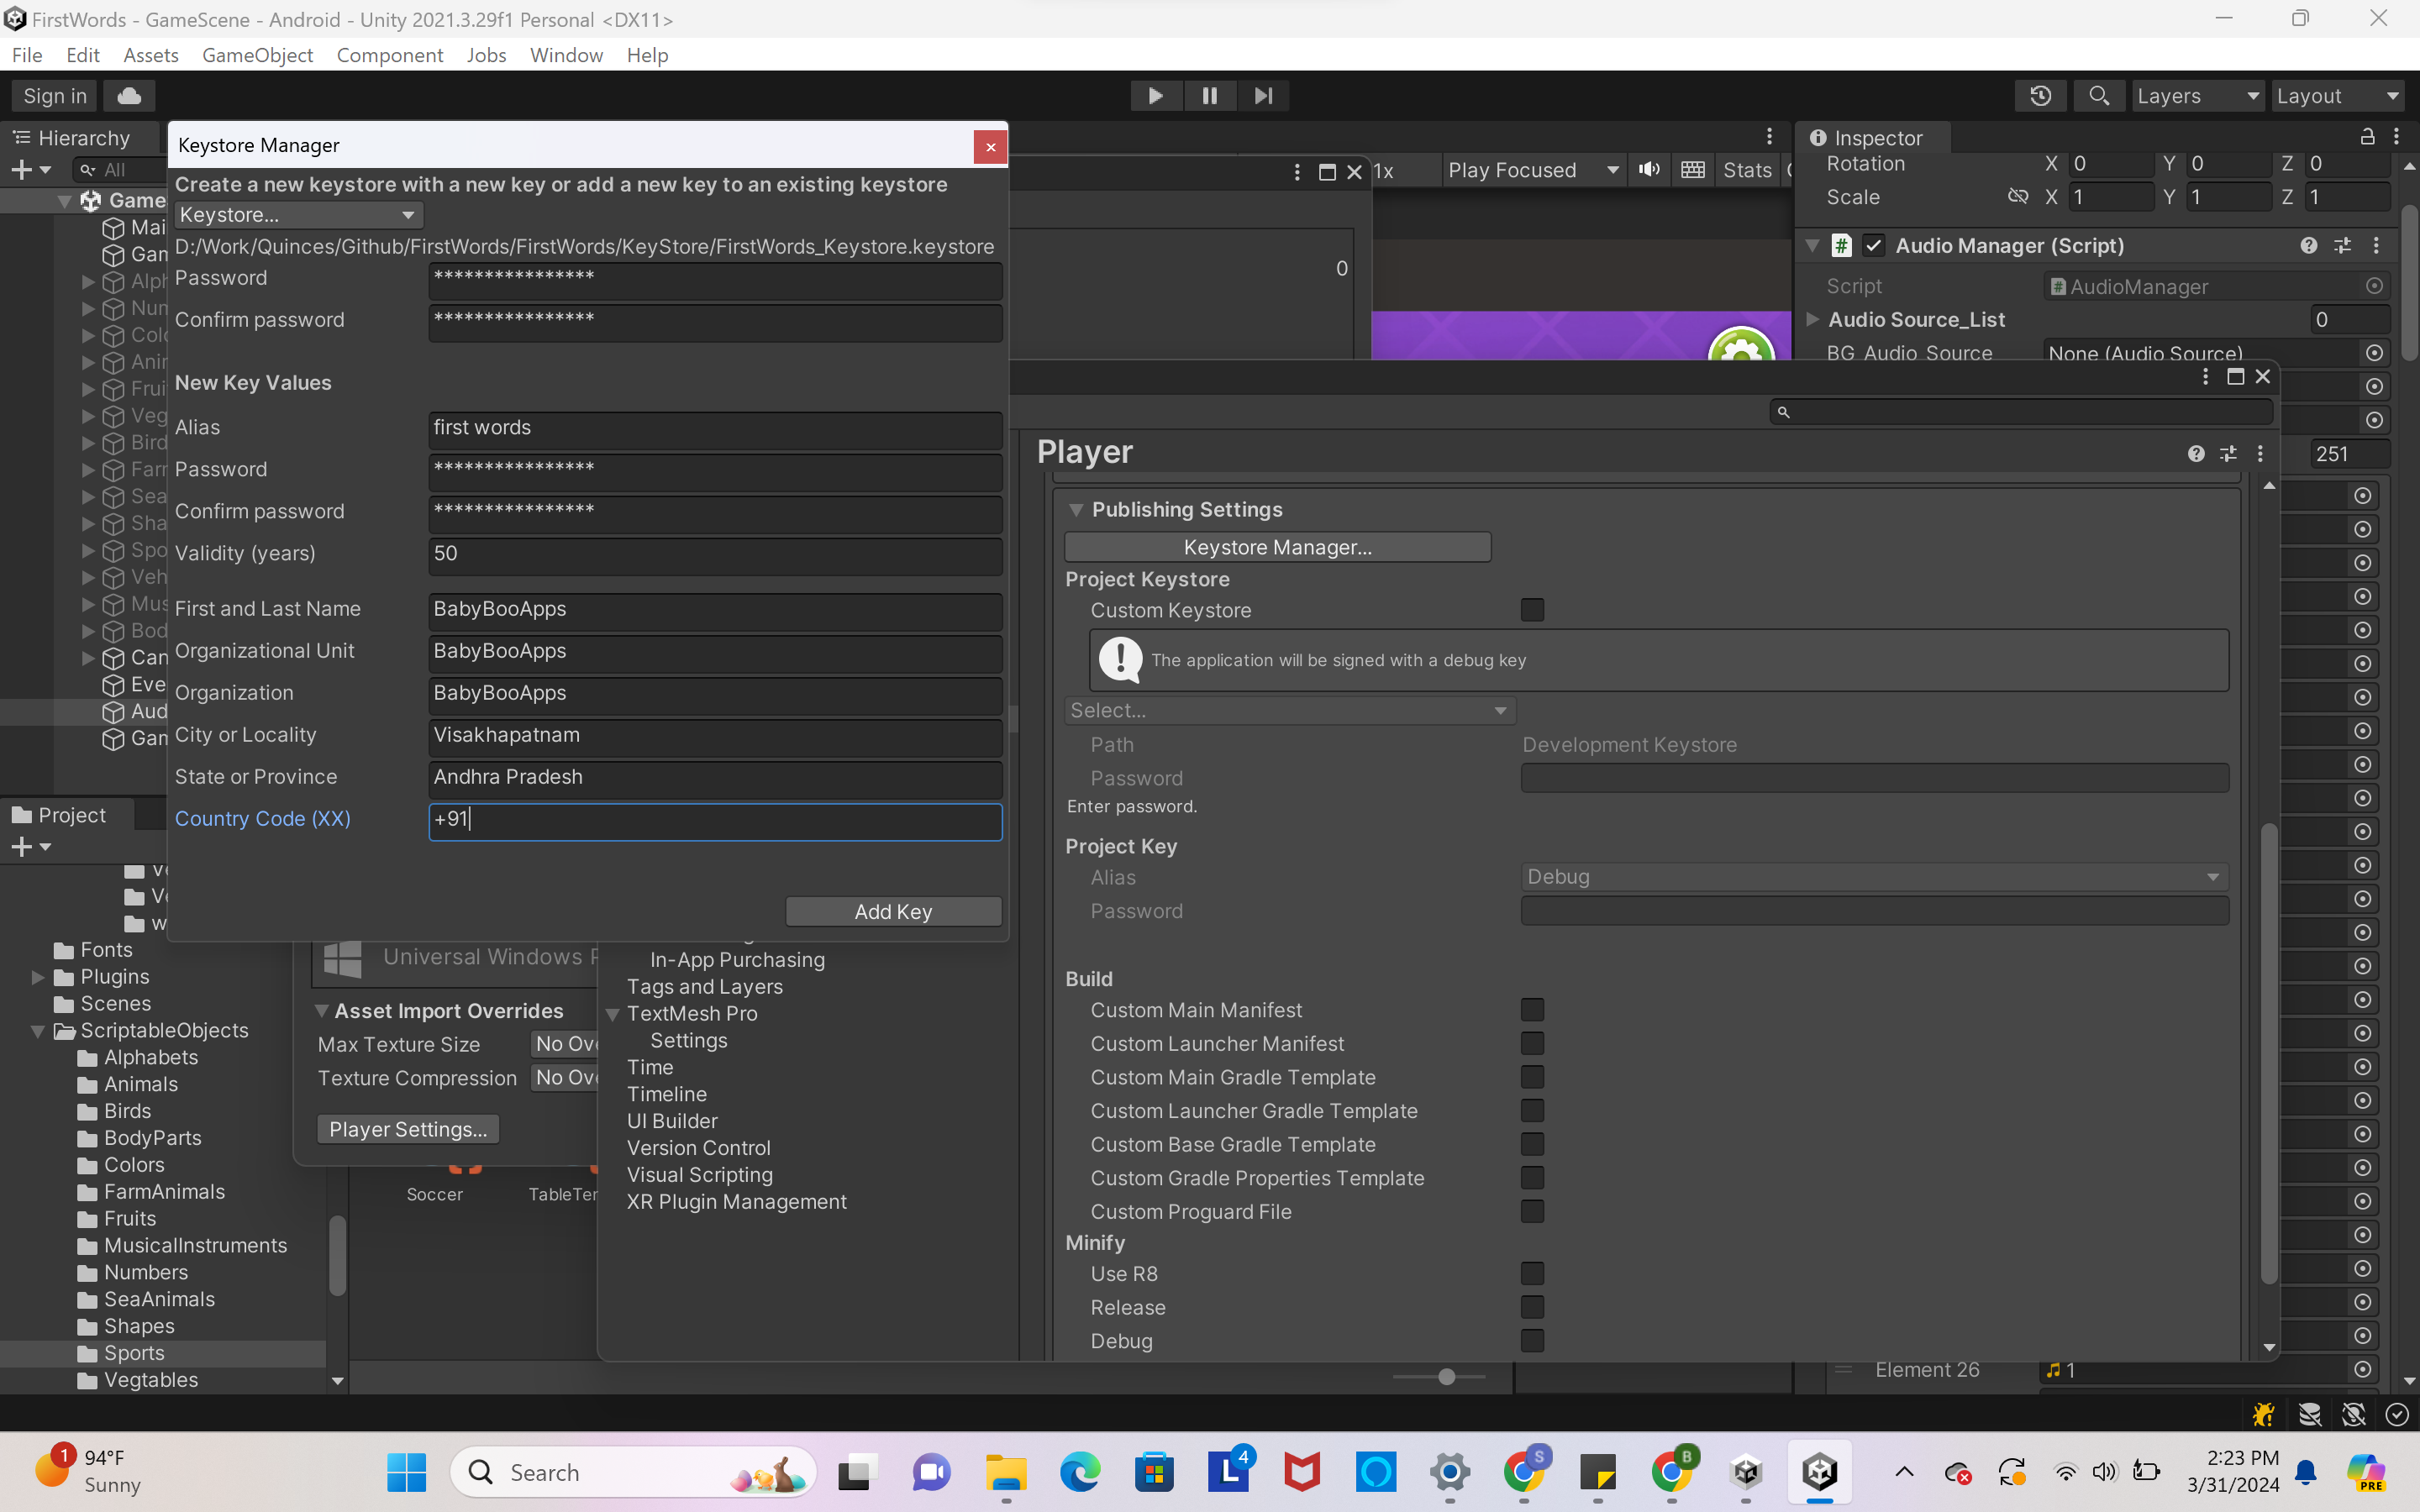 FirstWords - GameScene - Android - Unity 2021.3.29f1 Personal <DX11>
File Edit Assets GameObject Component Jobs Window Help
Sign in
Layers
Layout
Hierarchy
All
Keystore Manager
Create a new keystore with a new key or add a new key to an existing keystore
Keystore...
D:/Work/Quinces/Github/FirstWords/FirstWords/KeyStore/FirstWords_Keystore.keystore
Password ****************
Confirm password ****************
New Key Values
Alias first words
Password ****************
Confirm password ****************
Validity (years) 50
First and Last Name BabyBooApps
Organizational Unit BabyBooApps
Organization BabyBooApps
City or Locality Visakhapatnam
State or Province Andhra Pradesh
Country Code (XX) +91
Add Key
Game
Mai
Gam
Alph
Num
Colo
Anim
Frui
Veg
Bird
Farm
Sea
Sha
Spo
Veh
Mus
Bod
Can
Eve
Aud
Gam
1x
Play Focused
Stats
0
Inspector
Rotation X 0 Y 0 Z 0
Scale X 1 Y 1 Z 1
Audio Manager (Script)
Script AudioManager
Audio Source_List 0
BG Audio Source None (Audio Source)
251
Player
Publishing Settings
Keystore Manager...
Project Keystore
Custom Keystore
The application will be signed with a debug key
Select...
Path Development Keystore
Password
Enter password.
Project Key
Alias Debug
Password
Build
Custom Main Manifest
Custom Launcher Manifest
Custom Main Gradle Template
Custom Launcher Gradle Template
Custom Base Gradle Template
Custom Gradle Properties Template
Custom Proguard File
Minify
Use R8
Release
Debug
Element 26 1
Project
Fonts
Plugins
Scenes
ScriptableObjects
Alphabets
Animals
Birds
BodyParts
Colors
FarmAnimals
Fruits
MusicalInstruments
Numbers
SeaAnimals
Shapes
Sports
Vegtables
Universal Windows P
Asset Import Overrides
Max Texture Size No Ove
Texture Compression No Ove
Player Settings...
Soccer
TableTen
In-App Purchasing
Tags and Layers
TextMesh Pro
Settings
Time
Timeline
UI Builder
Version Control
Visual Scripting
XR Plugin Management
1
94°F
Sunny
Search
L
4
S
B
2:23 PM
3/31/2024
PRE